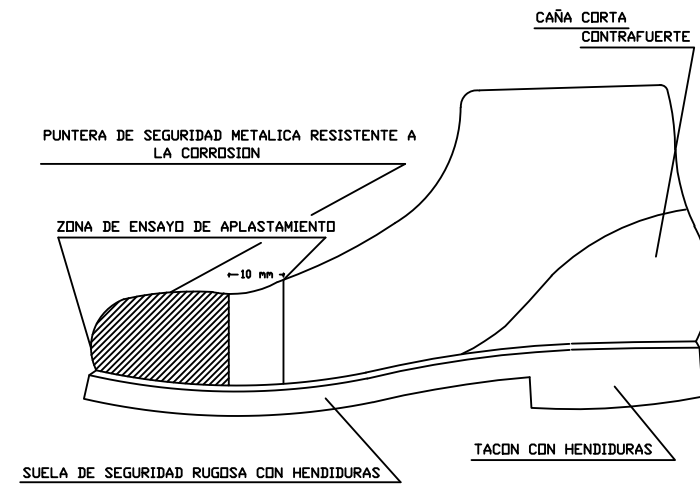 CAÑA CORTA
CONTRAFUERTE
PUNTERA DE SEGURIDAD METALICA RESISTENTE A
LA CORROSION
ZONA DE ENSAYO DE APLASTAMIENTO
10 mm
TACON CON HENDIDURAS
SUELA DE SEGURIDAD RUGOSA CON HENDIDURAS